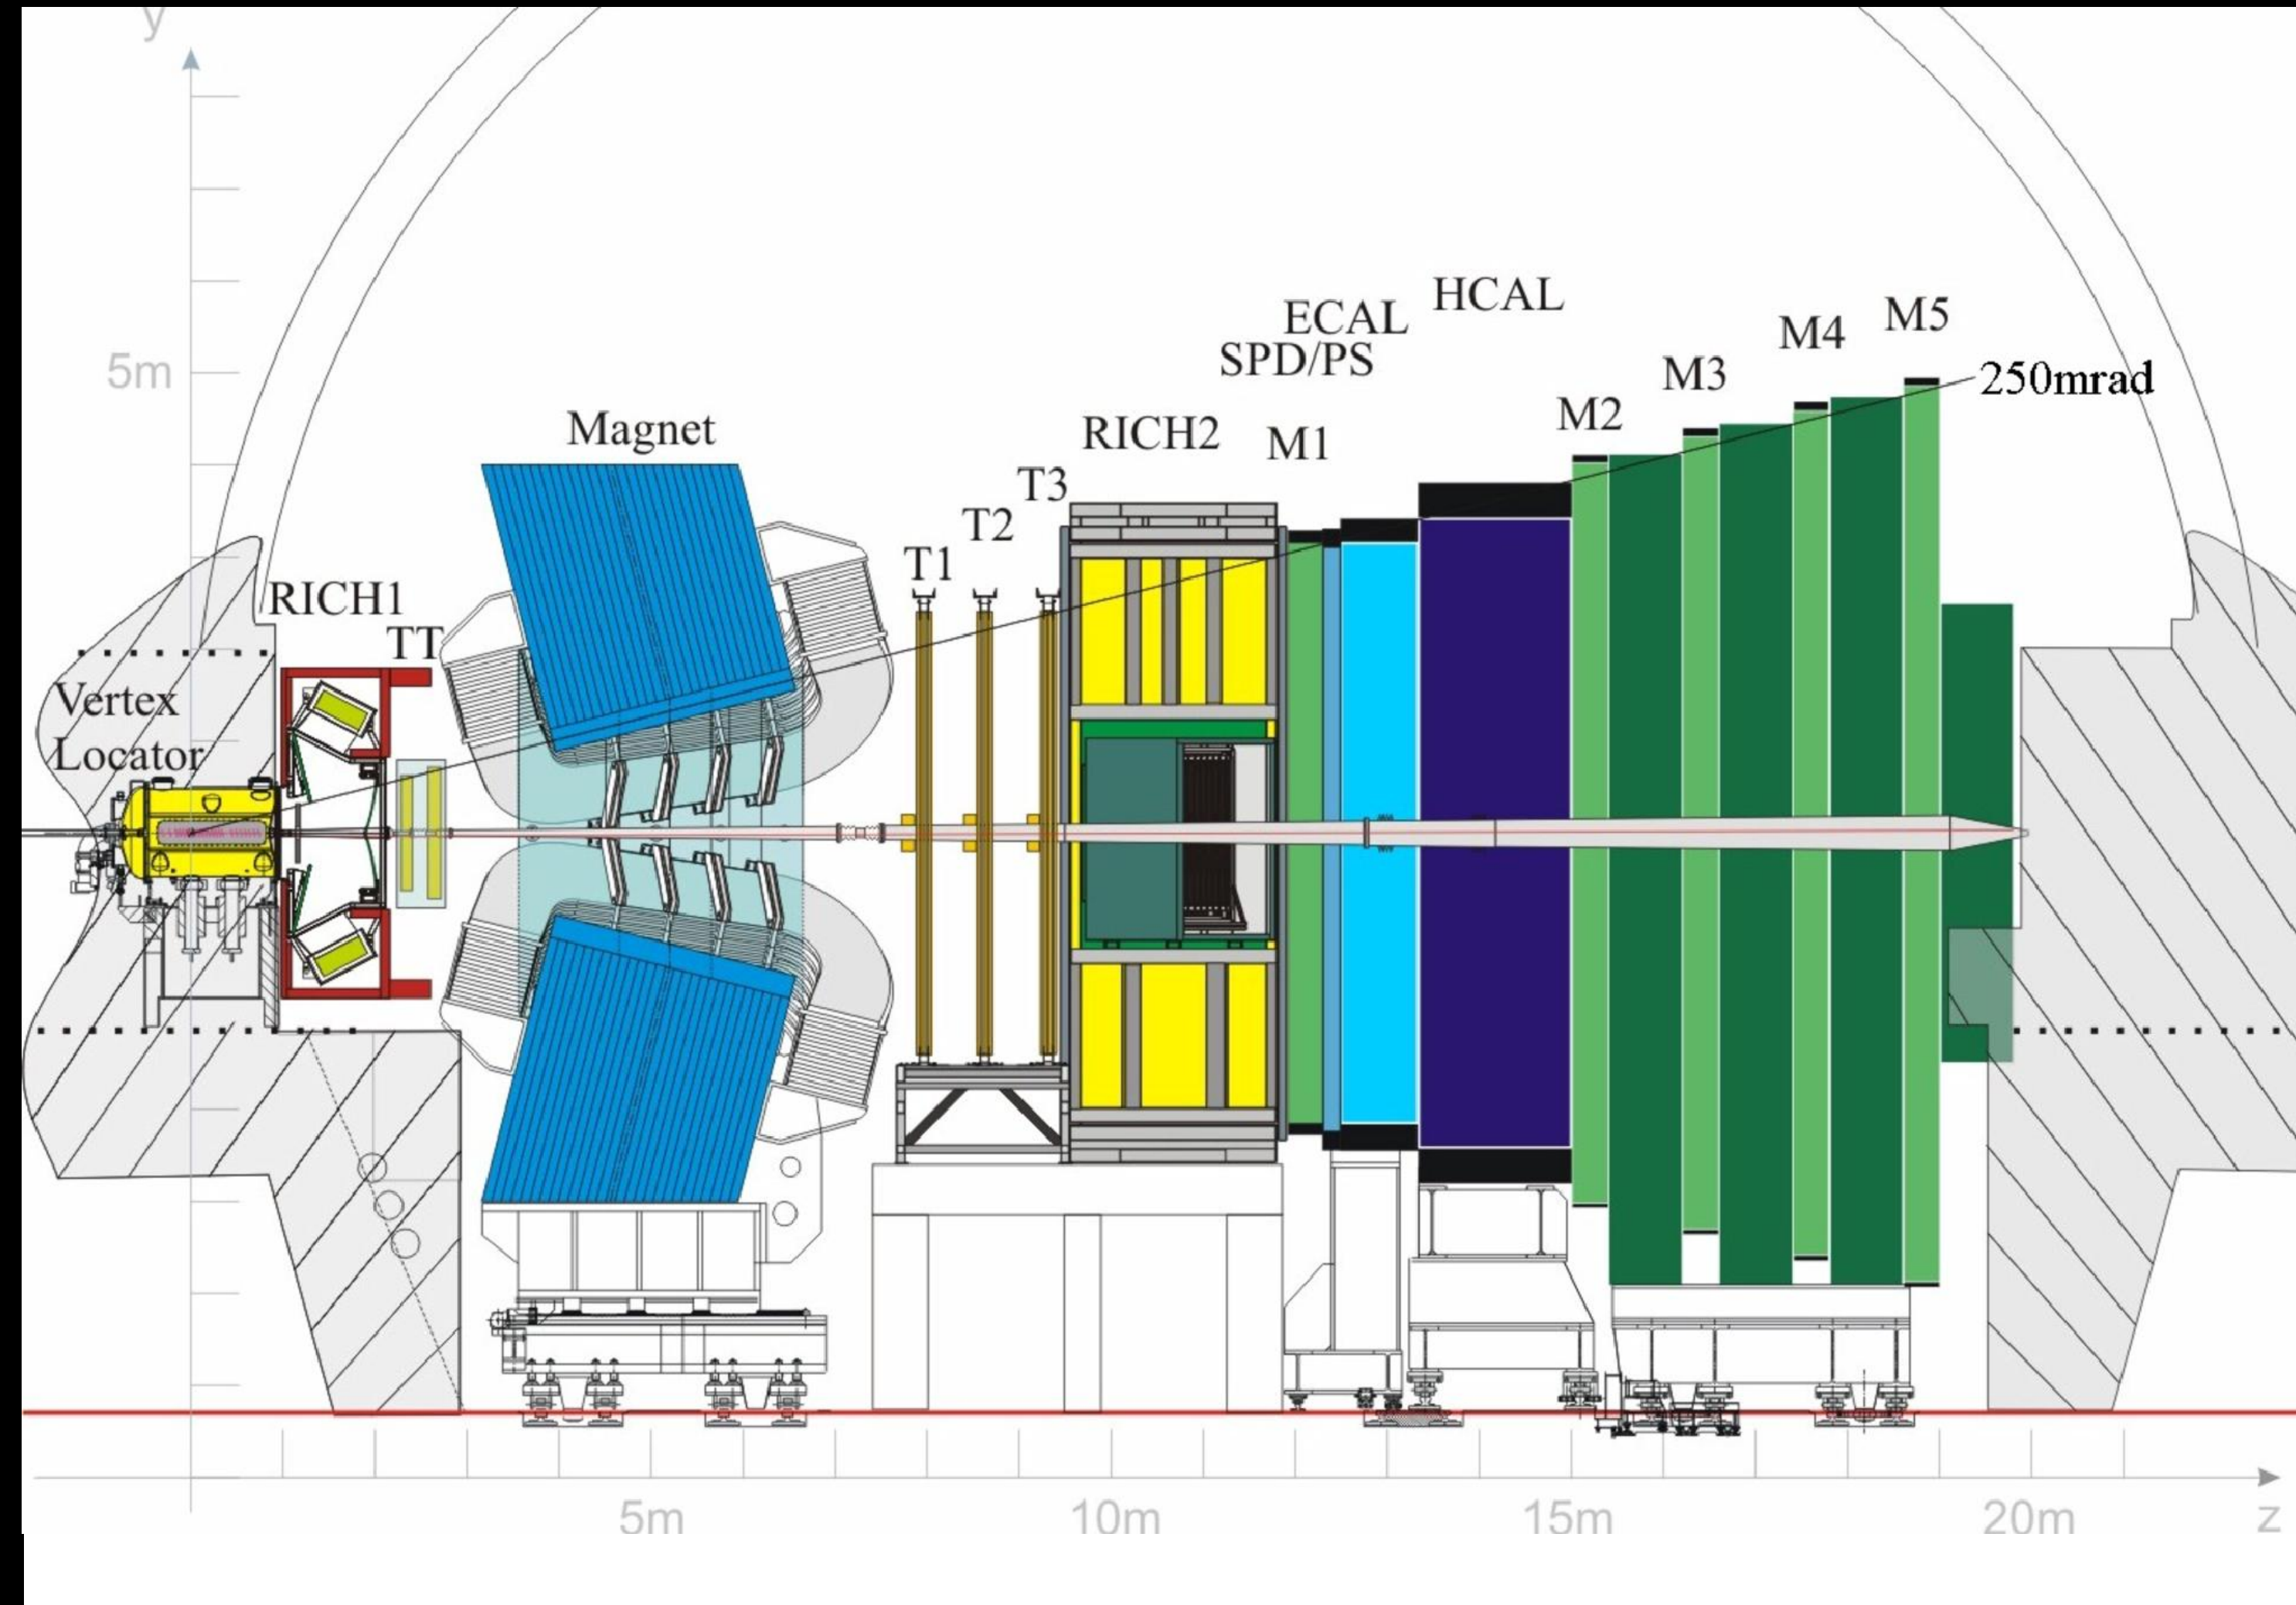 y
5m
HCAL
ECAL
SPD/PS
M5
M4
M3
250mrad
M2
Magnet
RICH2
M1
T3
T2
T1
RICH1
TT
Vertex
Locator
5m
10m
15m
20m
z